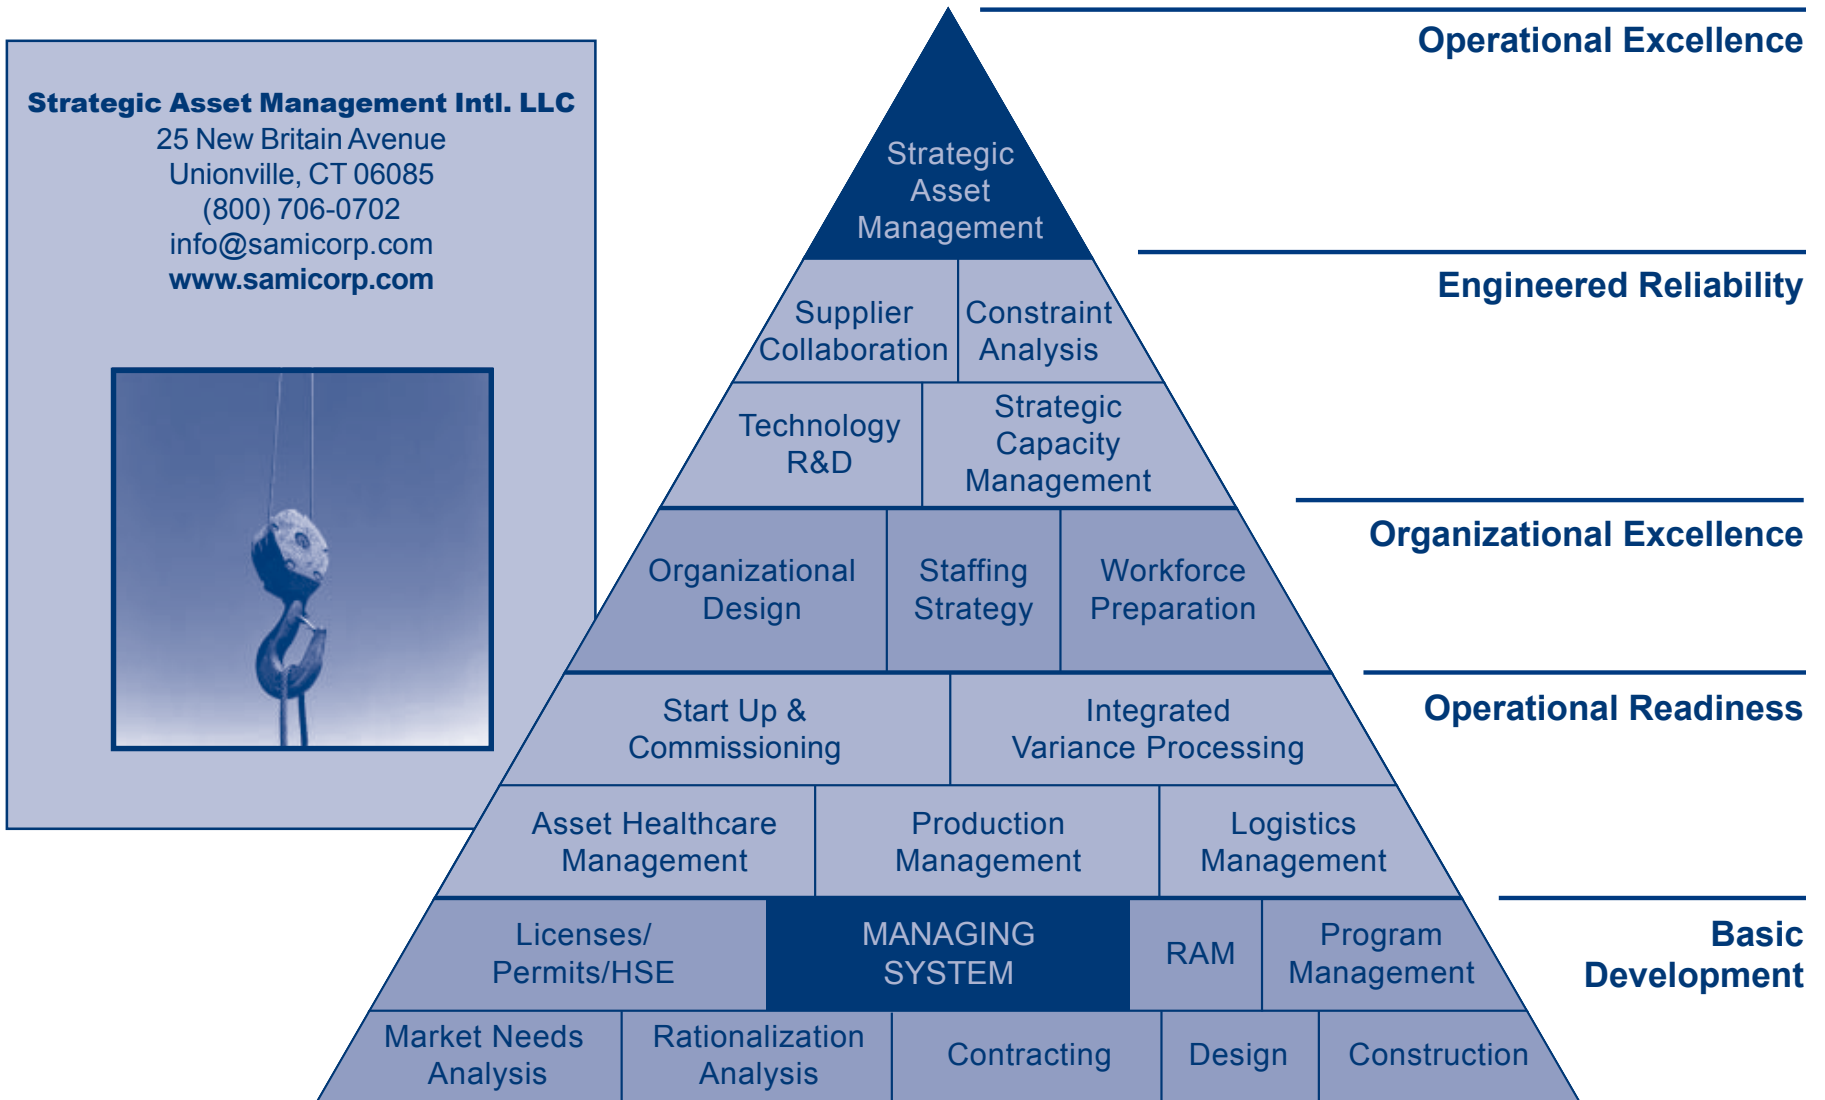 Strategic Asset Management Intl. LLC
25 New Britain Avenue
Unionville, CT 06085
(800) 706-0702
info@samicorp.com
www.samicorp.com
Operational Excellence
Strategic
Asset
Management
Engineered Reliability
Supplier
Collaboration
Constraint
Analysis
Technology
R&D
Strategic
Capacity
Management
Organizational Excellence
Organizational
Design
Staffing
Strategy
Workforce
Preparation
Operational Readiness
Start Up &
Commissioning
Integrated
Variance Processing
Asset Healthcare
Management
Production
Management
Logistics
Management
Basic
Development
Licenses/
Permits/HSE
MANAGING
SYSTEM
RAM
Program
Management
Market Needs
Analysis
Rationalization
Analysis
Contracting
Design
Construction